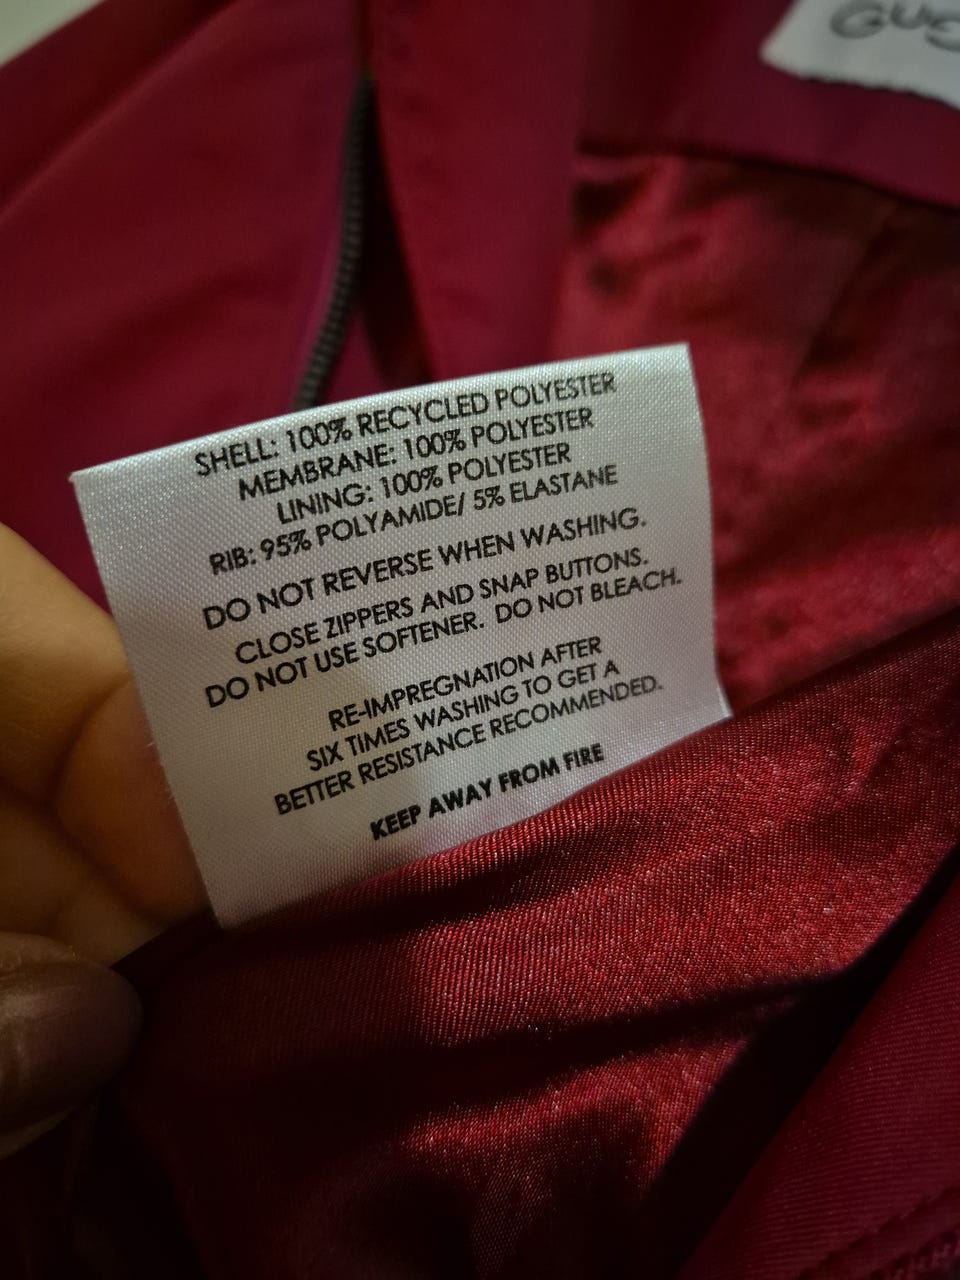 SHELL: 100% RECYCLED POLYESTER
MEMBRANE: 100% POLYESTER
LINING: 100% POLYESTER
RIB: 95% POLYAMIDE/ 5% ELASTANE
DO NOT REVERSE WHEN WASHING.
CLOSE ZIPPERS AND SNAP BUTTONS.
DO NOT USE SOFTENER. DO NOT BLEACH.
RE-IMPREGNATION AFTER
SIX TIMES WASHING TO GET A
BETTER RESISTANCE RECOMMENDED.
KEEP AWAY FROM FIRE